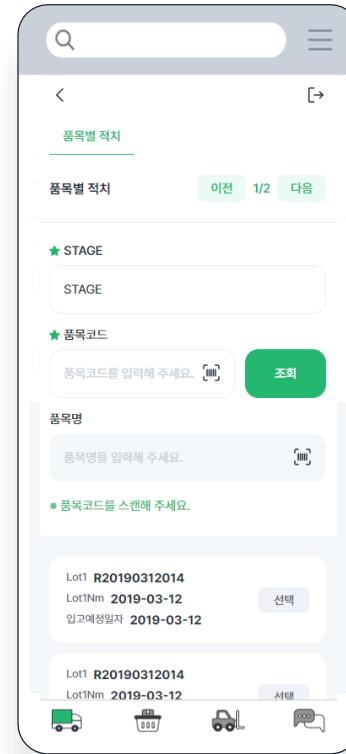 품목별 적치
품목별 적치 이전 1/2 다음
STAGE
STAGE
품목코드
품목코드를 입력해 주세요. 조회
품목명
품목명을 입력해 주세요.
※ 품목코드를 스캔해 주세요.
Lot1 R20190312014
Lot1Nm 2019-03-12 선택
입고예정일자 2019-03-12
Lot1 R20190312014
Lot1Nm 2019-03-12 선택